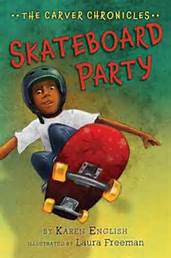 ••THE CARVER CHRONICLES••
SKATEBOARD
PARTY
BY KAREN ENGLISH
ILLUSTRATED BY Laura Freeman